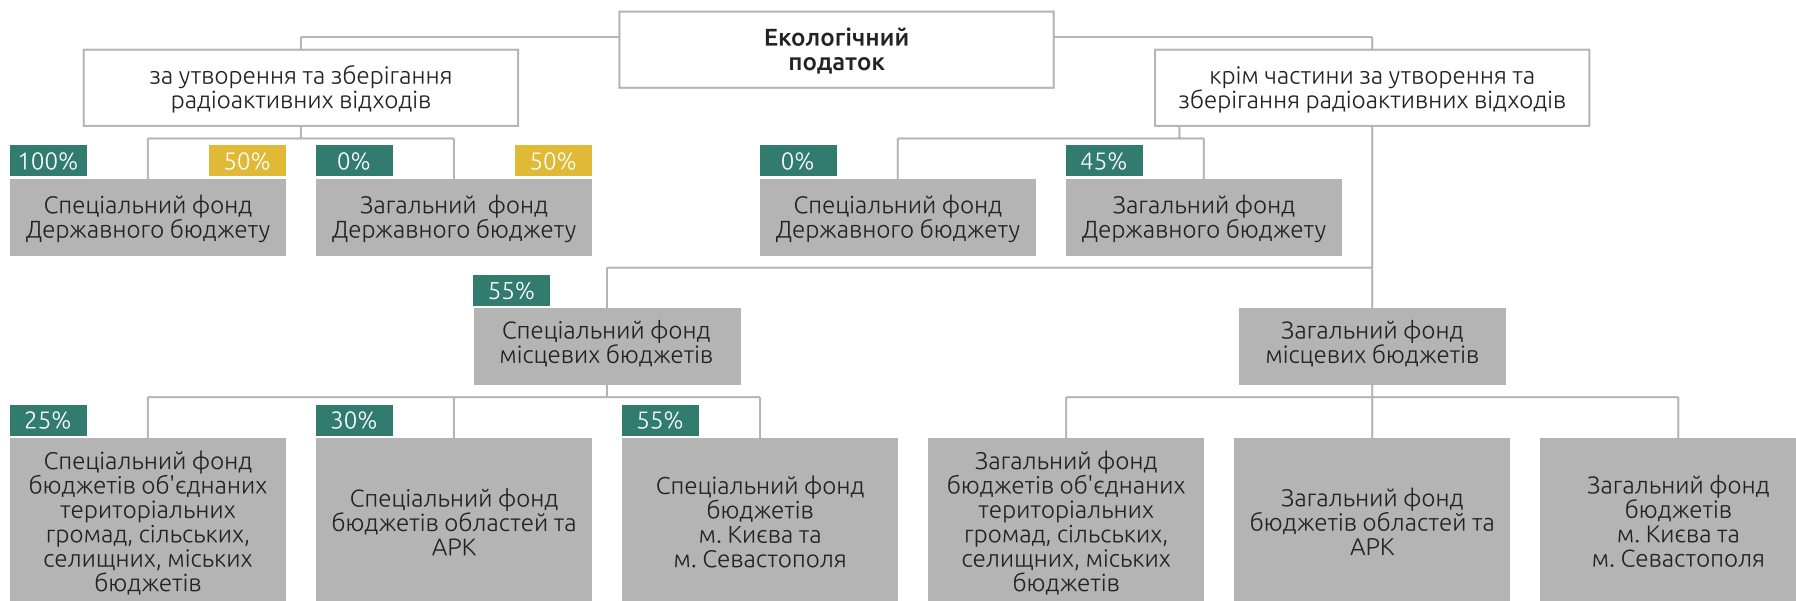 Екологічний
податок
за утворення та зберігання
радіоактивних відходів
крім частини за утворення та
зберігання радіоактивних відходів
100%
50%
0%
50%
0%
45%
Спеціальний фонд
Державного бюджету
Загальний фонд
Державного бюджету
Спеціальний фонд
Державного бюджету
Загальний фонд
Державного бюджету
55%
Спеціальний фонд
місцевих бюджетів
Загальний фонд
місцевих бюджетів
25%
30%
55%
Спеціальний фонд
бюджетів об'єднаних
територіальних
громад, сільських,
селищних, міських
бюджетів
Спеціальний фонд
бюджетів областей та
АРК
Спеціальний фонд
бюджетів
м. Києва та
м. Севастополя
Загальний фонд
бюджетів об'єднаних
територіальних
громад, сільських,
селищних, міських
бюджетів
Загальний фонд
бюджетів областей та
АРК
Загальний фонд
бюджетів
м. Києва та
м. Севастополя